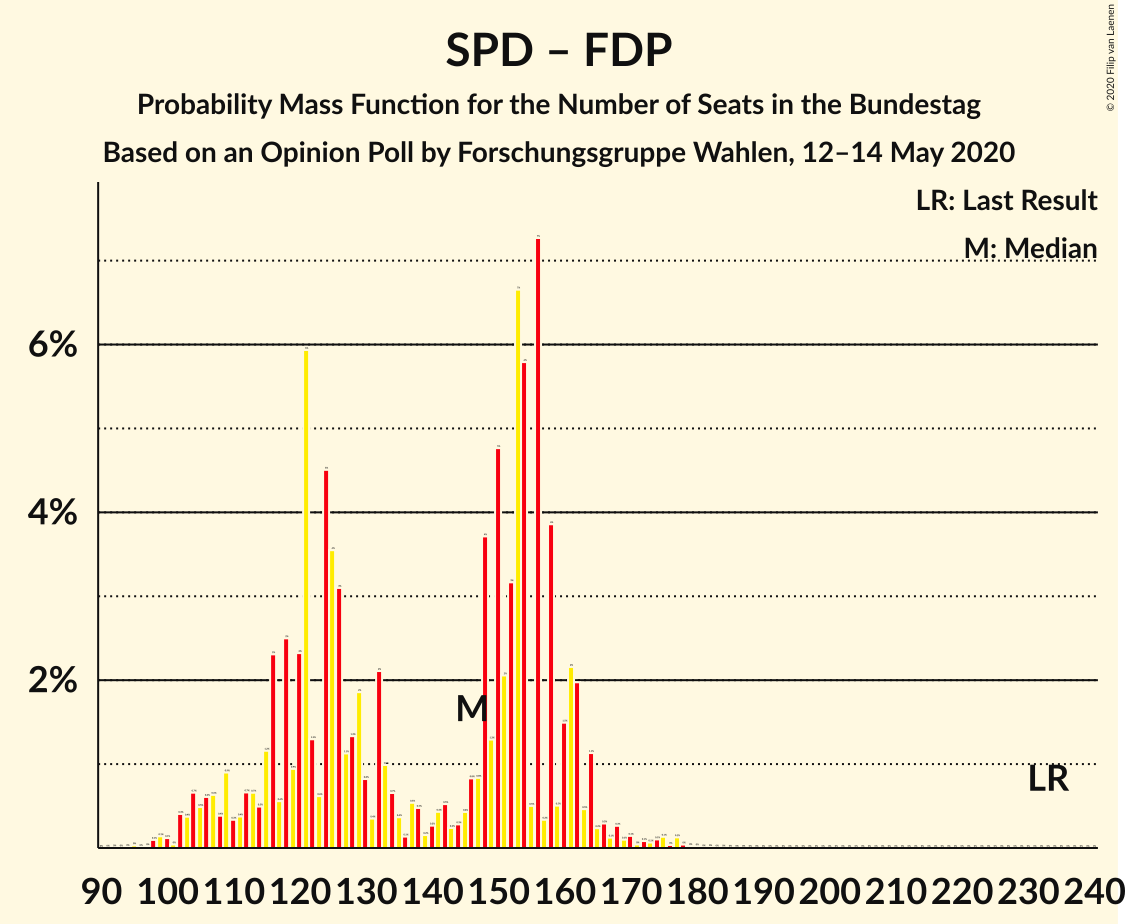 SPD – FDP
Probability Mass Function for the Number of Seats in the Bundestag
Based on an Opinion Poll by Forschungsgruppe Wahlen, 12–14 May 2020
© 2020 Filip van Laenen
LR: Last Result
M: Median
6%
4%
2%
M
LR
90 100 110 120 130 140 150 160 170 180 190 200 210 220 230 240